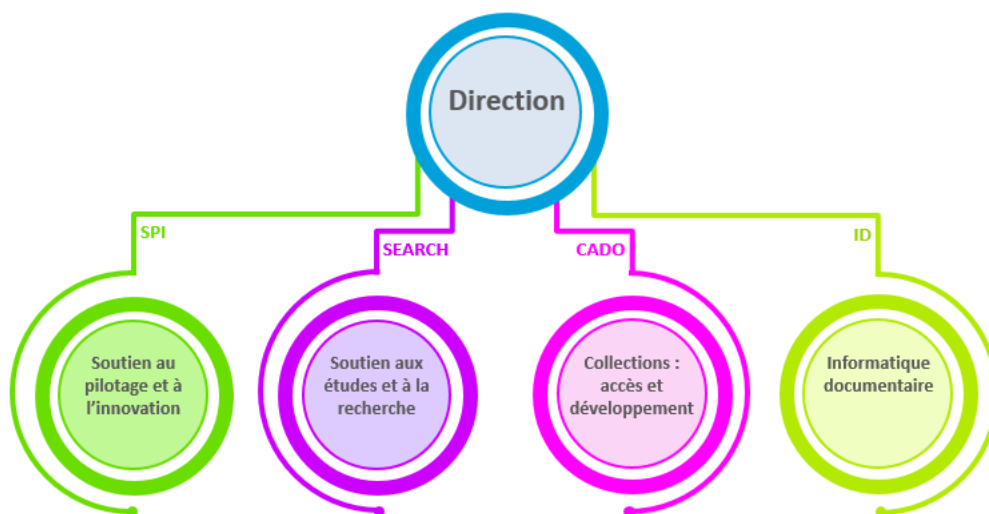 Direction
SPI
SEARCH
CADO
ID
Soutien au
pilotage et à
l’innovation
Soutien aux
études et à la
recherche
Collections :
accès et
développement
Informatique
documentaire